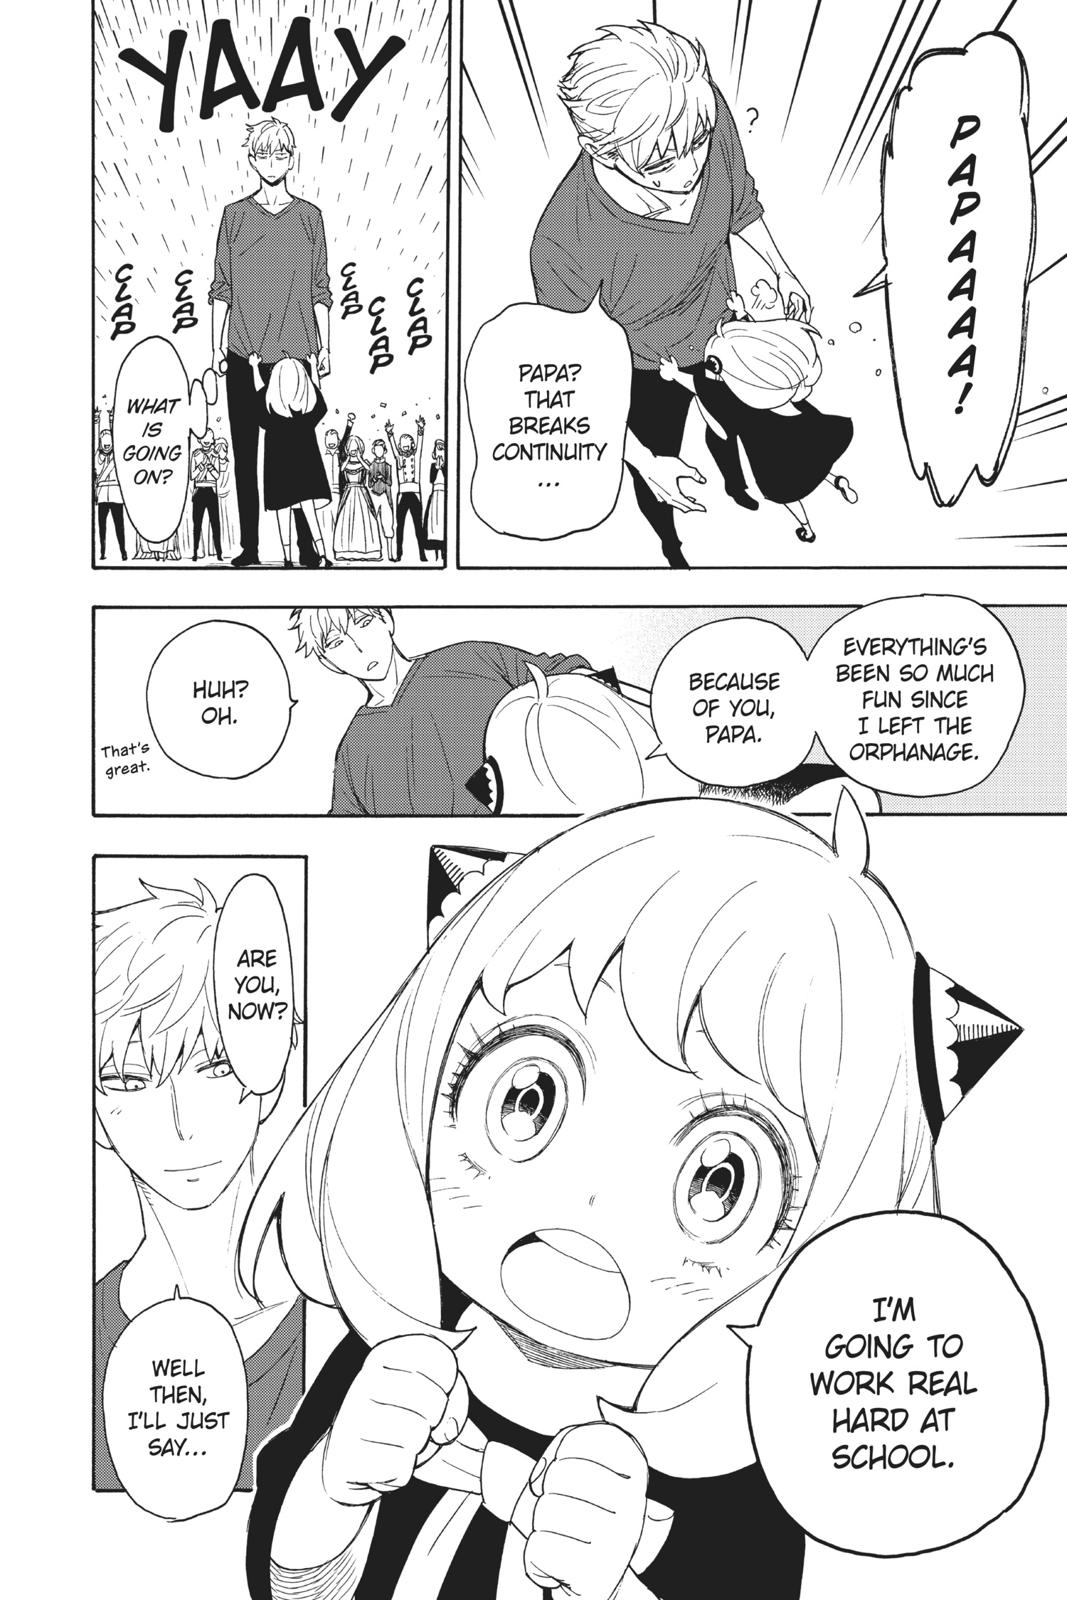 PAPAAAA!
?
PAPA?
THAT
BREAKS
CONTINUITY
...
YAAY
CLAP
CLAP
CLAP
CLAP
CLAP
WHAT
IS
GOING
ON?
EVERYTHING'S
BEEN SO MUCH
FUN SINCE
I LEFT THE
ORPHANAGE.
BECAUSE
OF YOU,
PAPA.
HUH?
OH.
That's
great.
I'M
GOING TO
WORK REAL
HARD AT
SCHOOL.
ARE
YOU,
NOW?
WELL
THEN,
I'LL JUST
SAY...